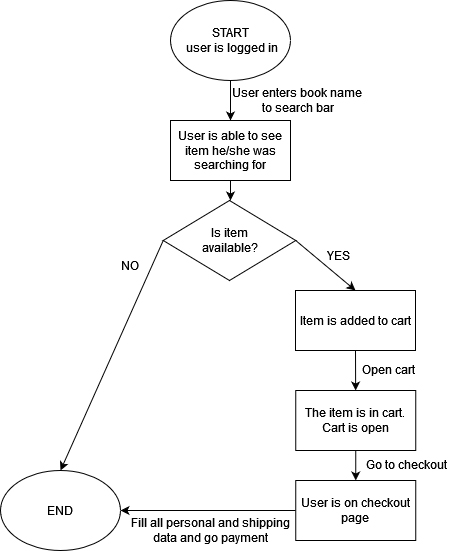 START
user is logged in
User enters book name
to search bar
User is able to see
item he/she was
searching for
Is item
available?
NO
YES
Item is added to cart
Open cart
The item is in cart.
Cart is open
Go to checkout
User is on checkout
page
Fill all personal and shipping
data and go payment
END